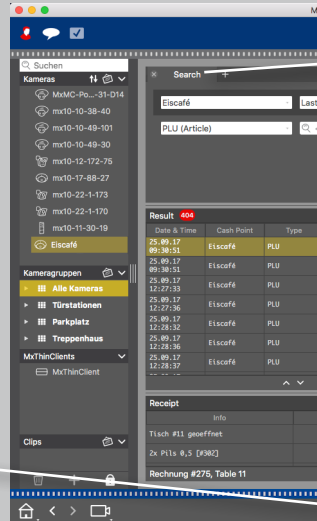 M
Suchen
Kameras
MxMC-Po...-31-D14
mx10-10-38-40
mx10-10-49-101
mx10-10-49-30
mx10-12-172-75
mx10-17-88-27
mx10-22-1-173
mx10-22-1-170
mx10-11-30-19
Eiscafé
Kameragruppen
Alle Kameras
Türstationen
Parkplatz
Treppenhaus
MxThinClients
MxThinClient
Clips
Search +
Eiscafé Last
PLU (Article)
Result 404
Date & Time Cash Point Type
25.09.17
09:30:51 Eiscafé PLU
25.09.17
09:30:51 Eiscafé PLU
25.09.17
12:27:33 Eiscafé PLU
25.09.17
12:27:36 Eiscafé PLU
25.09.17
12:28:32 Eiscafé PLU
25.09.17
12:28:36 Eiscafé PLU
25.09.17
12:28:37 Eiscafé PLU
Receipt
Info
Tisch #11 geoeffnet
2x Pils 0,5 [#302]
Rechnung #275, Table 11